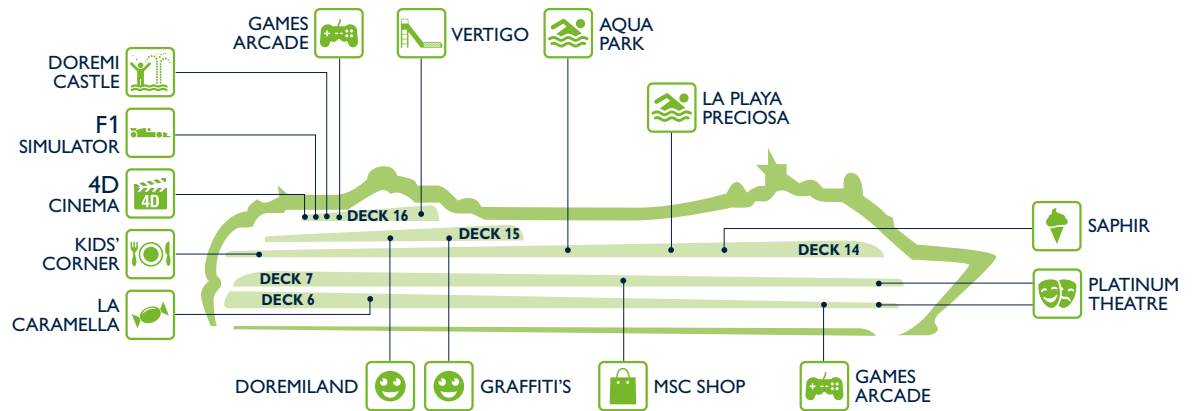 GAMES
ARCADE
VERTIGO
AQUA
PARK
DOREMI
CASTLE
LA PLAYA
PRECIOSA
F1
SIMULATOR
4D
CINEMA
4D
DECK 16
SAPHIR
DECK 15
KIDS'
CORNER
DECK 14
DECK 7
PLATINUM
THEATRE
DECK 6
LA
CARAMELLA
DOREMILAND
GRAFFITI'S
MSC SHOP
GAMES
ARCADE